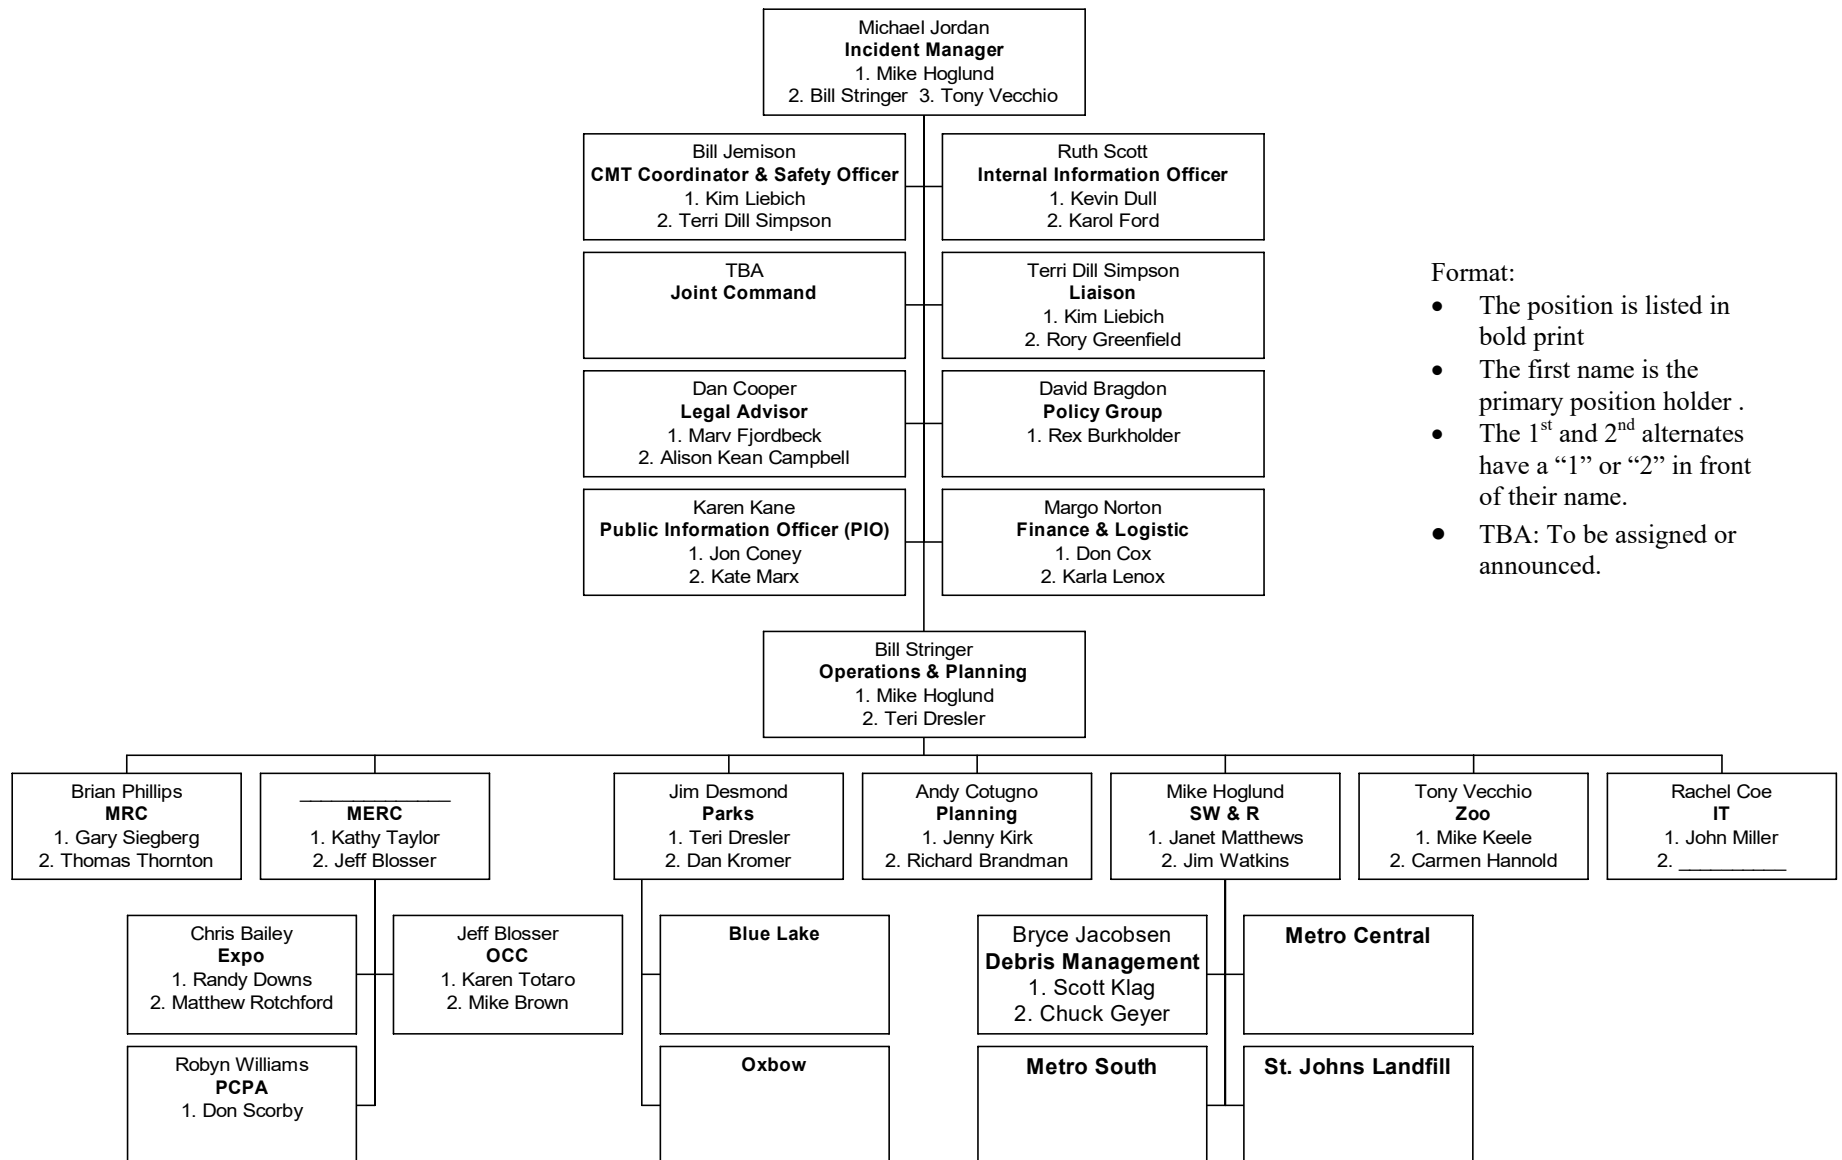 Michael Jordan
Incident Manager
1. Mike Hoglund
2. Bill Stringer 3. Tony Vecchio
Bill Jemison
CMT Coordinator & Safety Officer
1. Kim Liebich
2. Terri Dill Simpson
Ruth Scott
Internal Information Officer
1. Kevin Dull
2. Karol Ford
TBA
Joint Command
Terri Dill Simpson
Liaison
1. Kim Liebich
2. Rory Greenfield
Dan Cooper
Legal Advisor
1. Marv Fjordbeck
2. Alison Kean Campbell
David Bragdon
Policy Group
1. Rex Burkholder
Karen Kane
Public Information Officer (PIO)
1. Jon Coney
2. Kate Marx
Margo Norton
Finance & Logistic
1. Don Cox
2. Karla Lenox
Format:
• The position is listed in
bold print
• The first name is the
primary position holder .
• The 1st and 2nd alternates
have a “1” or “2” in front
of their name.
• TBA: To be assigned or
announced.
Bill Stringer
Operations & Planning
1. Mike Hoglund
2. Teri Dresler
Brian Phillips
MRC
1. Gary Siegberg
2. Thomas Thornton
______________
MERC
1. Kathy Taylor
2. Jeff Blosser
Jim Desmond
Parks
1. Teri Dresler
2. Dan Kromer
Andy Cotugno
Planning
1. Jenny Kirk
2. Richard Brandman
Mike Hoglund
SW & R
1. Janet Matthews
2. Jim Watkins
Tony Vecchio
Zoo
1. Mike Keele
2. Carmen Hannold
Rachel Coe
IT
1. John Miller
2. __________
Chris Bailey
Expo
1. Randy Downs
2. Matthew Rotchford
Jeff Blosser
OCC
1. Karen Totaro
2. Mike Brown
Blue Lake
Bryce Jacobsen
Debris Management
1. Scott Klag
2. Chuck Geyer
Metro Central
Robyn Williams
PCPA
1. Don Scorby
Oxbow
Metro South
St. Johns Landfill